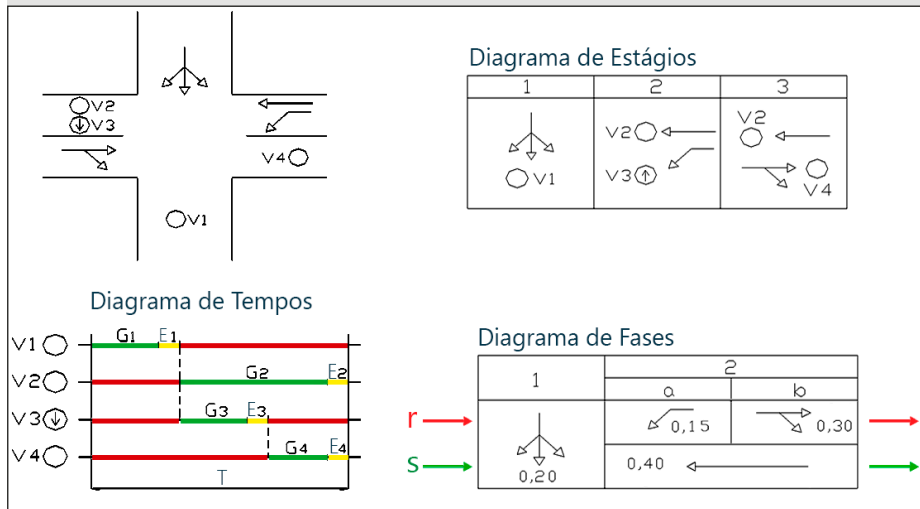 V2
V3
V4
V1
Diagrama de Estágios
1 2 3
V2
V2
V3
V1
V4
Diagrama de Tempos
G1 E1
V1
V2 G2 E2
V3 G3 E3
V4 G4 E4
T
Diagrama de Fases
1 2
a b
r 0,15 0,30
s 0,20 0,40